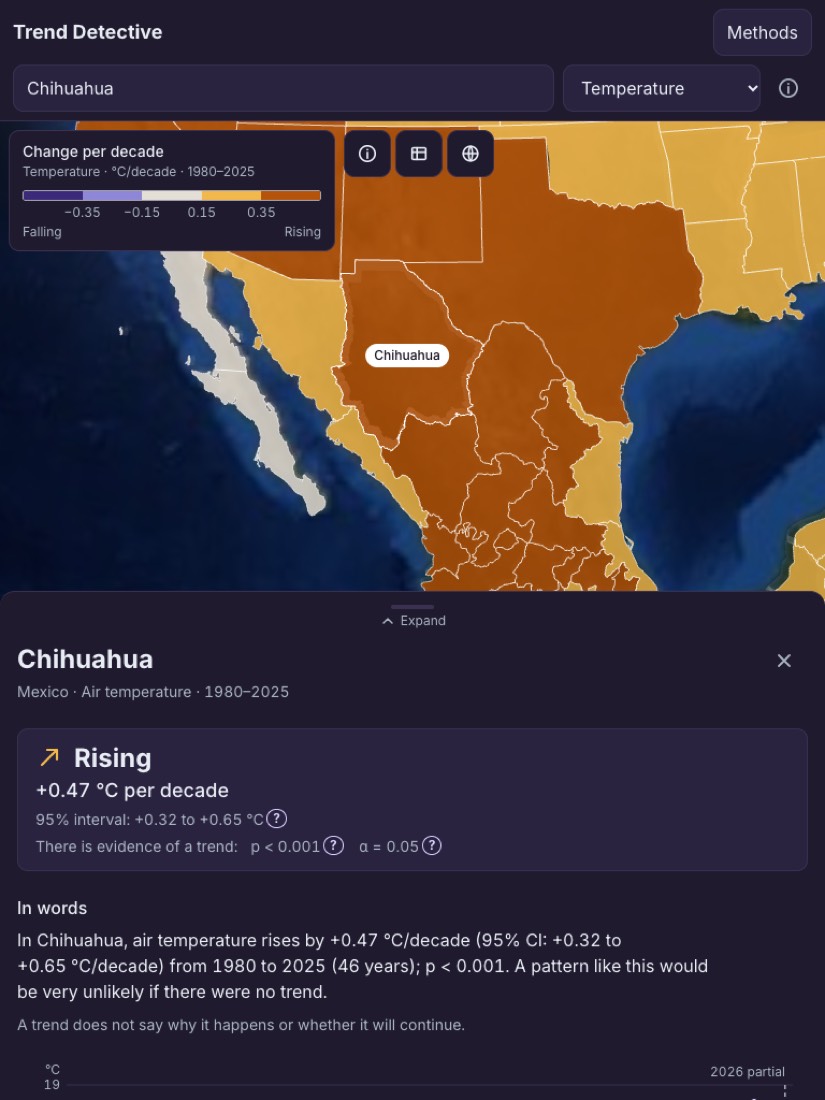 Trend Detective
Methods
Chihuahua
Temperature
Change per decade
Temperature · °C/decade · 1980–2025
−0.35 −0.15 0.15 0.35
Falling Rising
Chihuahua
Expand
Chihuahua
Mexico · Air temperature · 1980–2025
Rising
+0.47 °C per decade
95% interval: +0.32 to +0.65 °C ?
There is evidence of a trend: p < 0.001 ? α = 0.05 ?
In words
In Chihuahua, air temperature rises by +0.47 °C/decade (95% CI: +0.32 to
+0.65 °C/decade) from 1980 to 2025 (46 years); p < 0.001. A pattern like this would
be very unlikely if there were no trend.
A trend does not say why it happens or whether it will continue.
°C
2026 partial
19